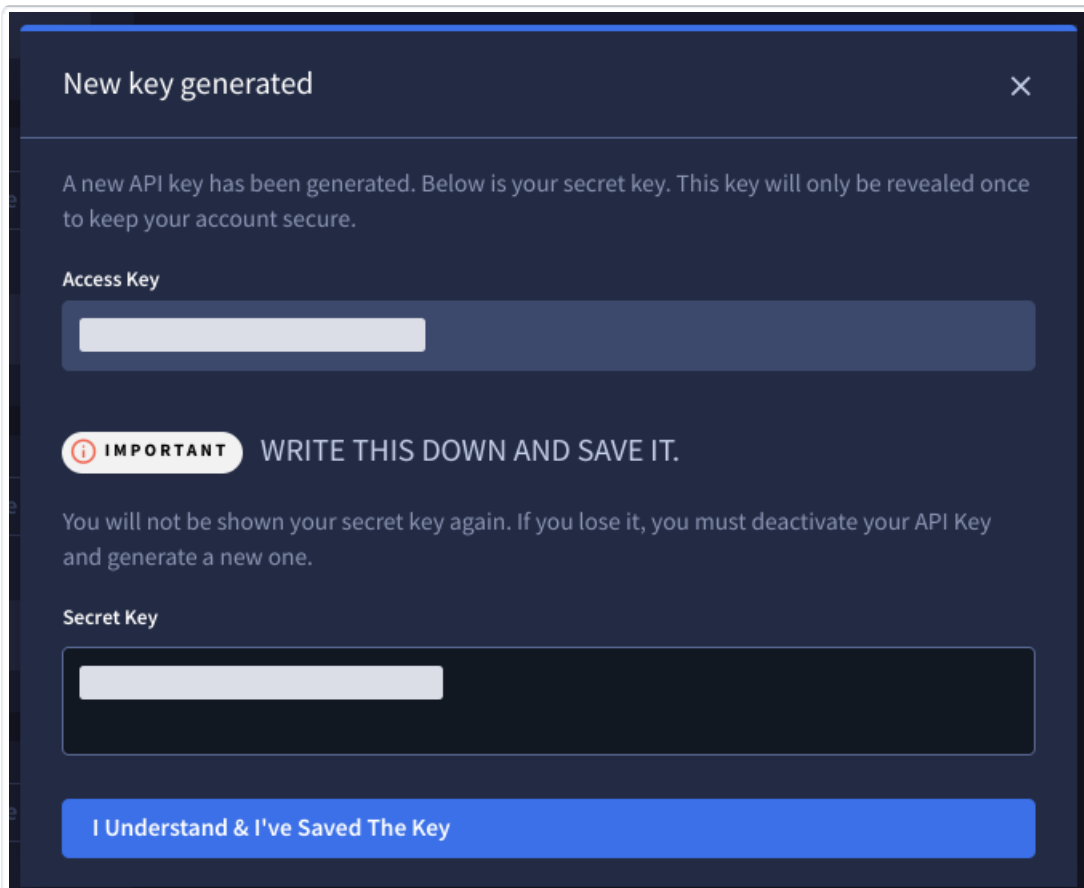 New key generated
A new API key has been generated. Below is your secret key. This key will only be revealed once
to keep your account secure.
Access Key
IMPORTANT WRITE THIS DOWN AND SAVE IT.
You will not be shown your secret key again. If you lose it, you must deactivate your API Key
and generate a new one.
Secret Key
I Understand & I've Saved The Key